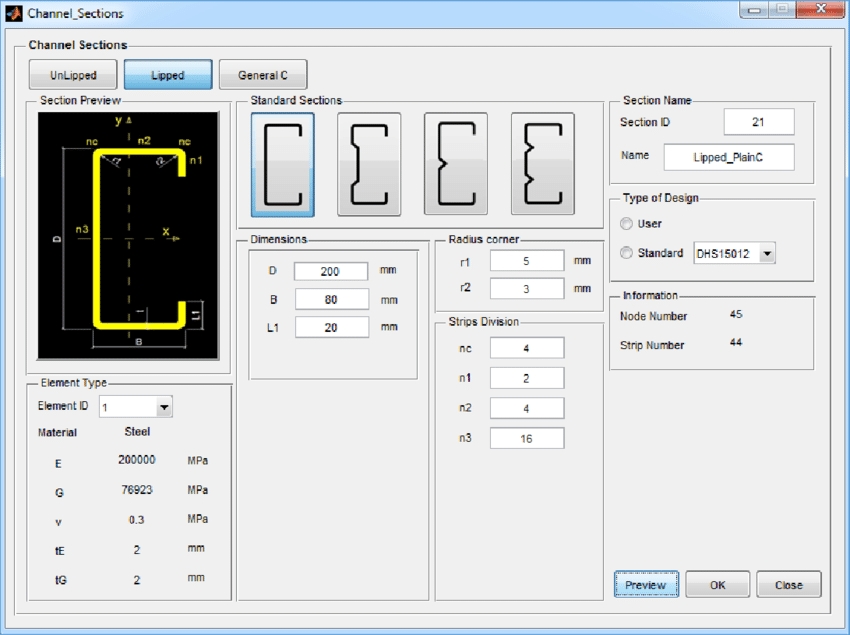 Channel_Sections
Channel Sections
UnLipped
Lipped
General C
Section Preview
y
nc
n2
nc
n1
r2
r2
D
n3
x
t
L1
B
Element Type
Element ID
1
Material
Steel
E
200000
MPa
G
76923
MPa
v
0.3
MPa
tE
2
mm
tG
2
mm
Standard Sections
Dimensions
D
200
mm
B
80
mm
L1
20
mm
Radius corner
r1
5
mm
r2
3
mm
Strips Division
nc
4
n1
2
n2
4
n3
16
Section Name
Section ID
21
Name
Lipped_PlainC
Type of Design
User
Standard
DHS15012
Information
Node Number
45
Strip Number
44
Preview
OK
Close